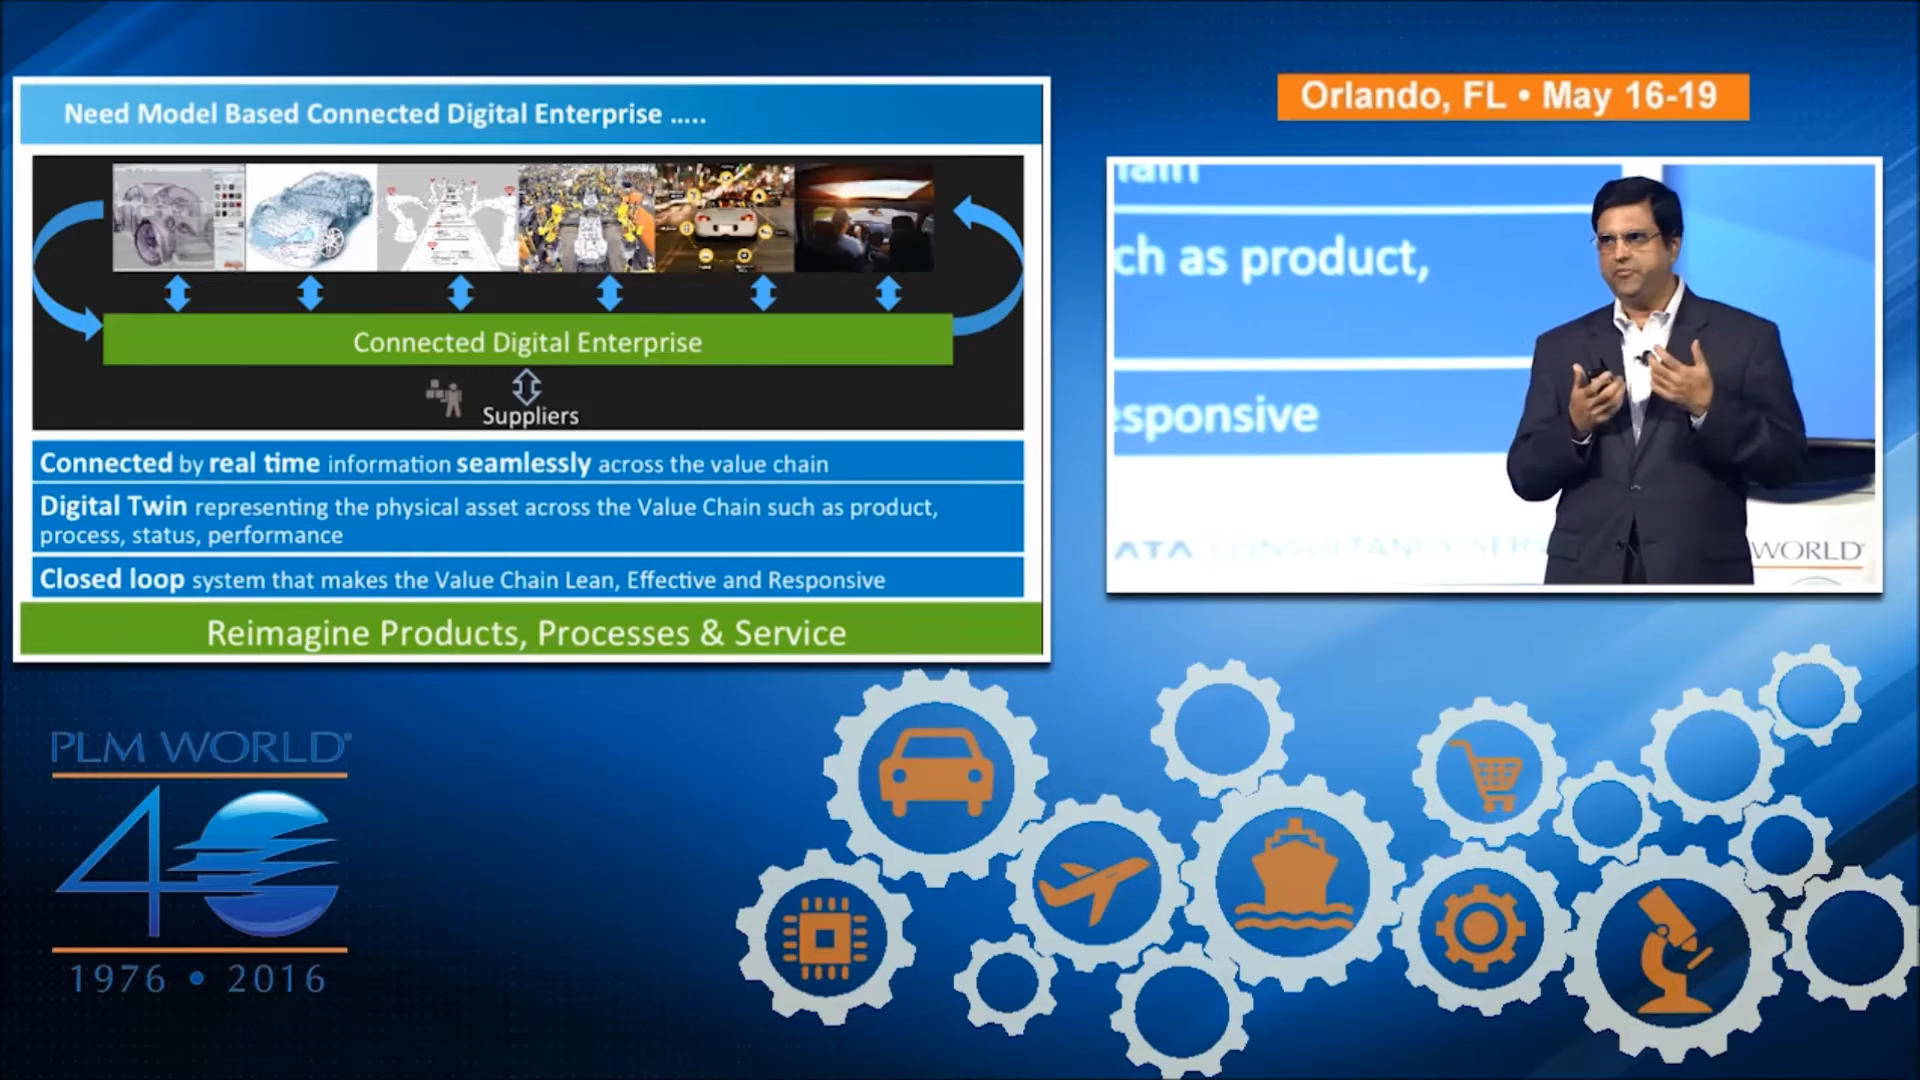 Need Model Based Connected Digital Enterprise .....
Connected Digital Enterprise
Suppliers
Connected by real time information seamlessly across the value chain
Digital Twin representing the physical asset across the Value Chain such as product,
process, status, performance
Closed loop system that makes the Value Chain Lean, Effective and Responsive
Reimagine Products, Processes & Service
Orlando, FL • May 16-19
ch as product,
esponsive
WORLD
PLM WORLD
40
1976 • 2016